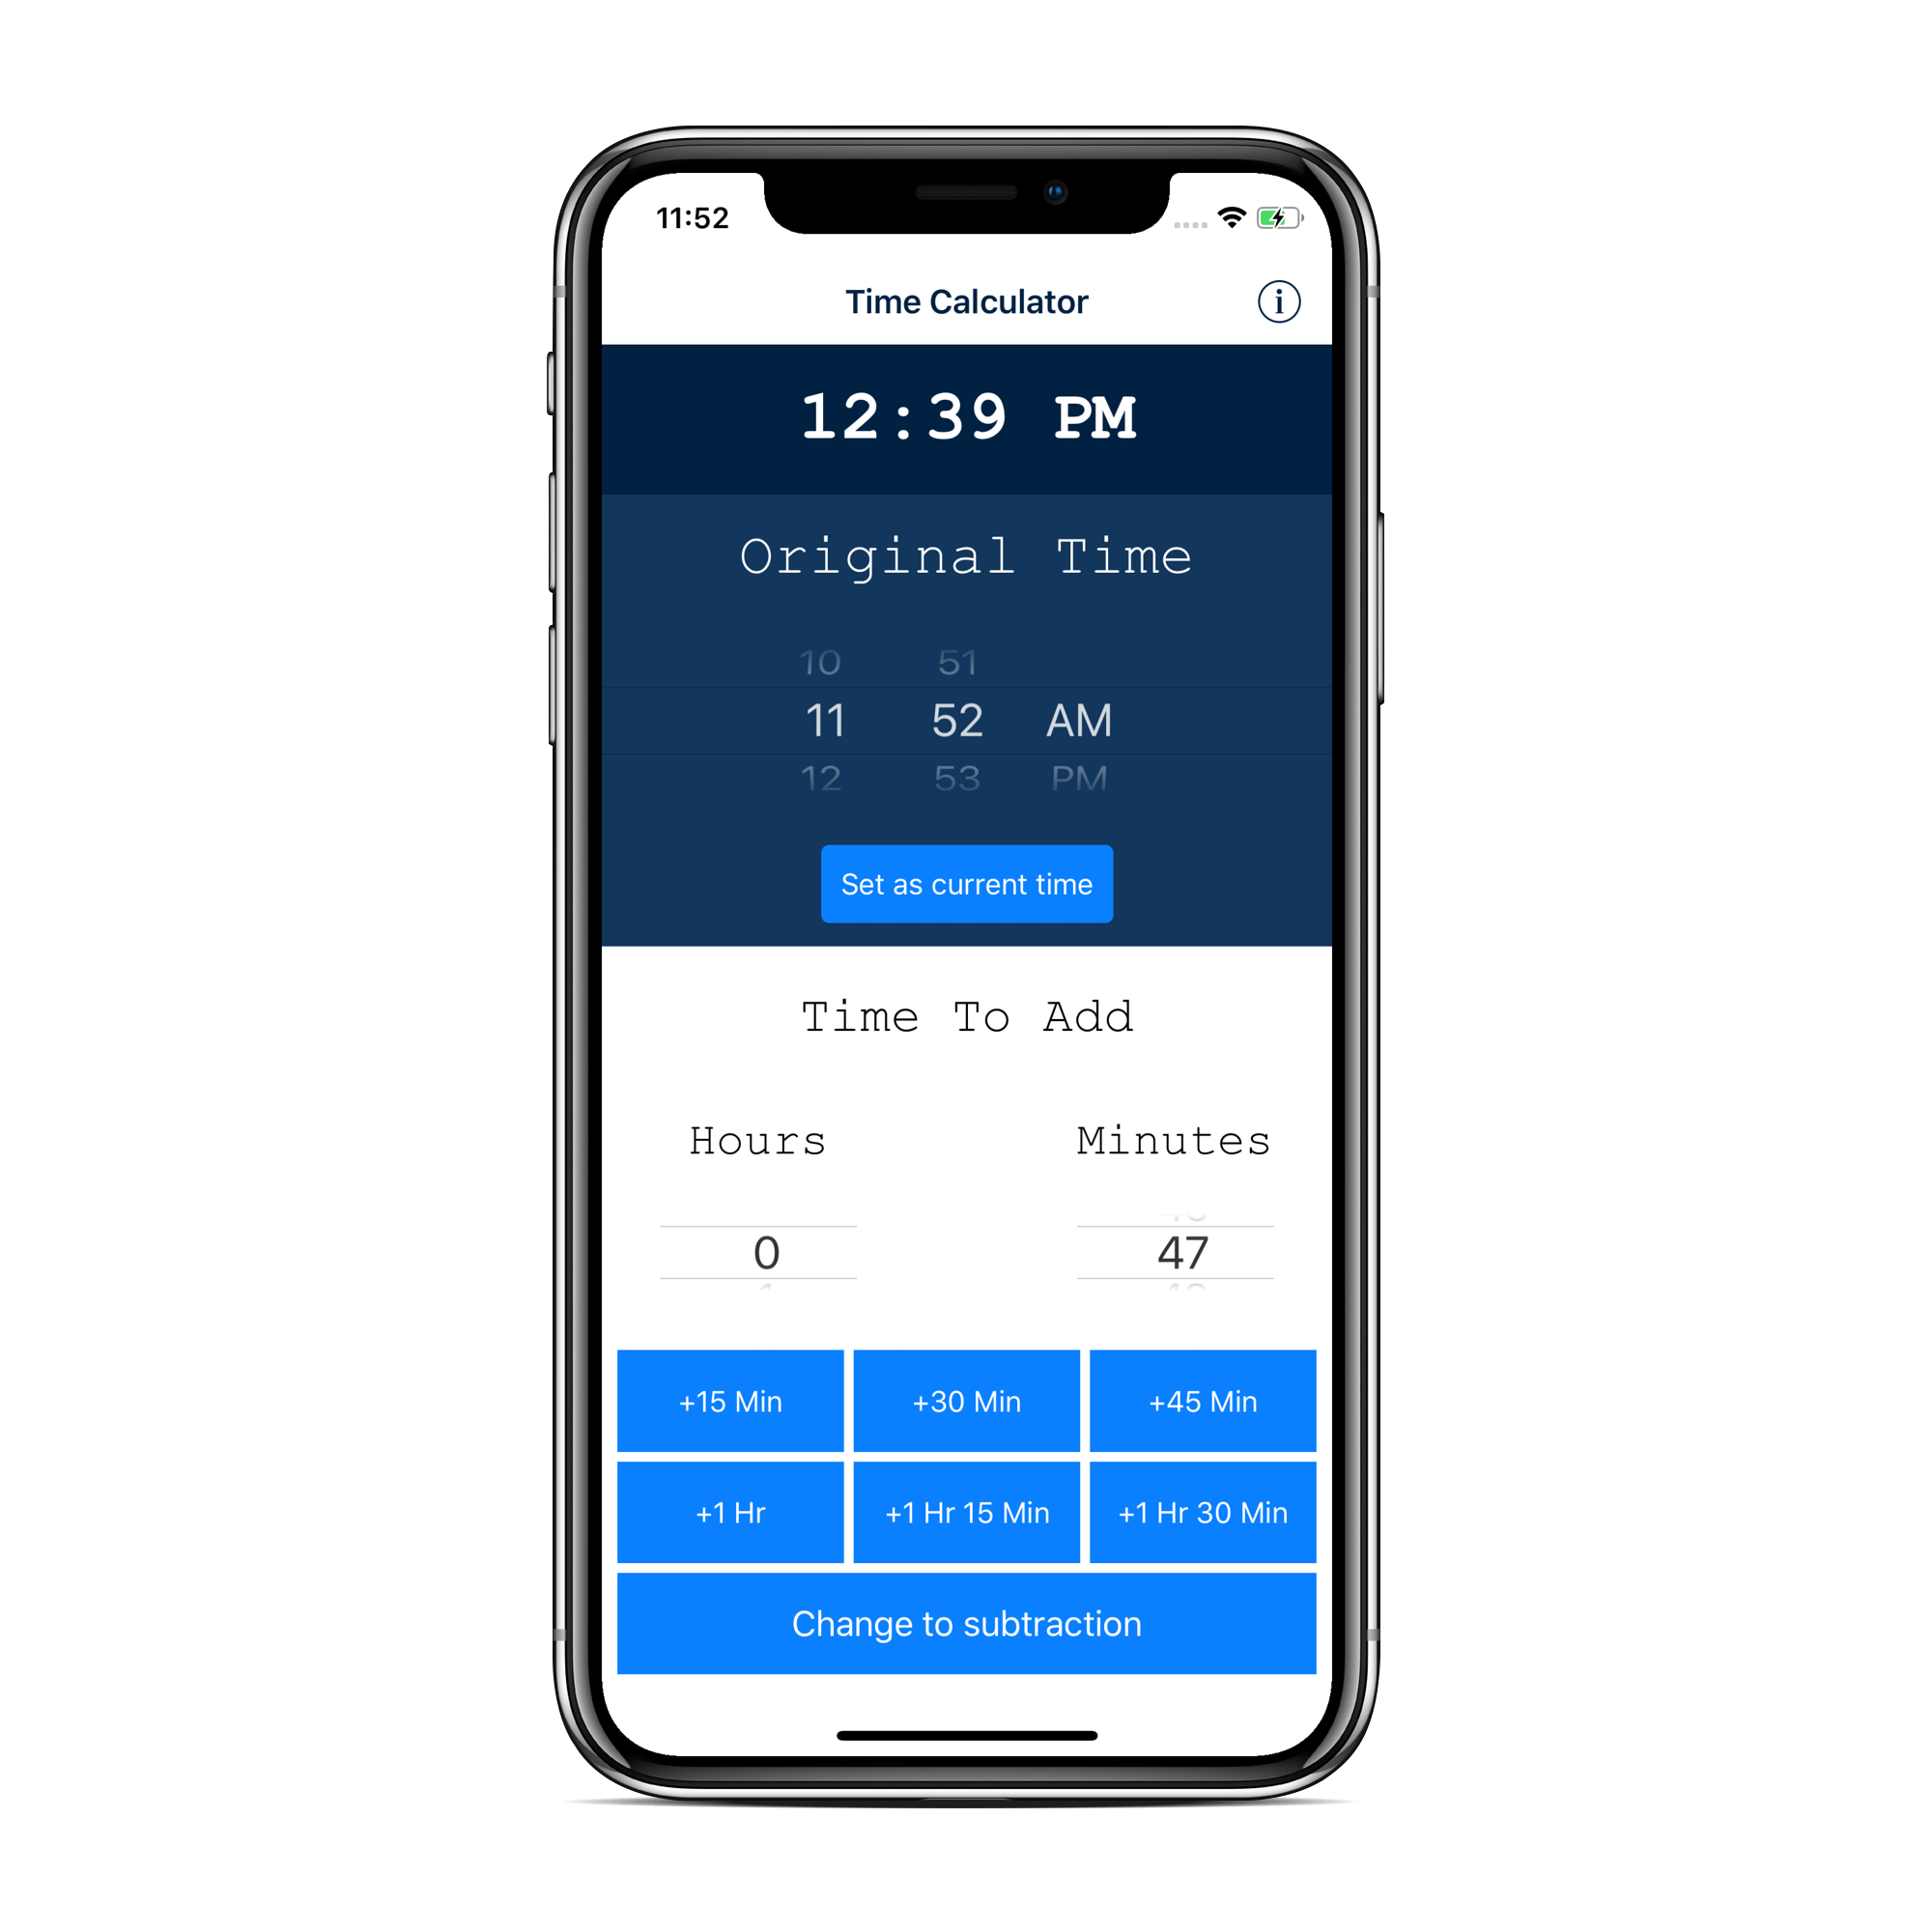 11:52
Time Calculator
12:39 PM
Original Time
10 51
11 52 AM
12 53 PM
Set as current time
Time To Add
Hours Minutes
0 47
+15 Min +30 Min +45 Min
+1 Hr +1 Hr 15 Min +1 Hr 30 Min
Change to subtraction